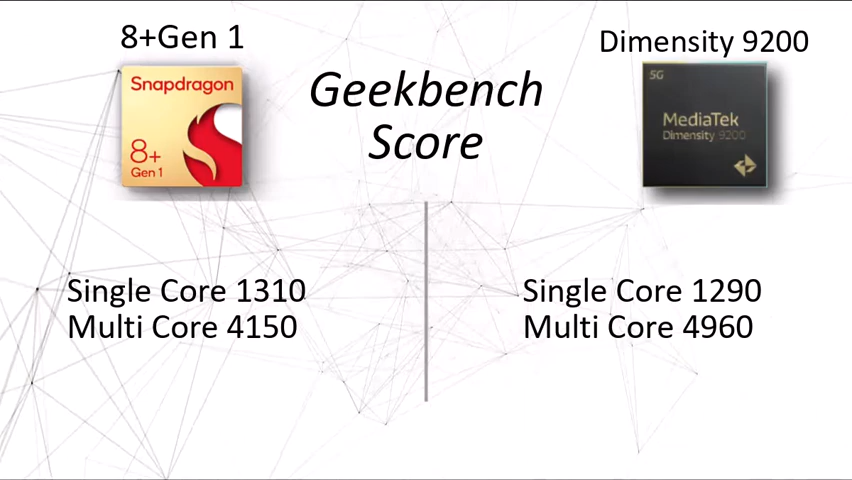 8+Gen 1
Dimensity 9200
Snapdragon
8+
Gen 1
Geekbench
Score
5G
MediaTek
Dimensity 9200
Single Core 1310
Multi Core 4150
Single Core 1290
Multi Core 4960